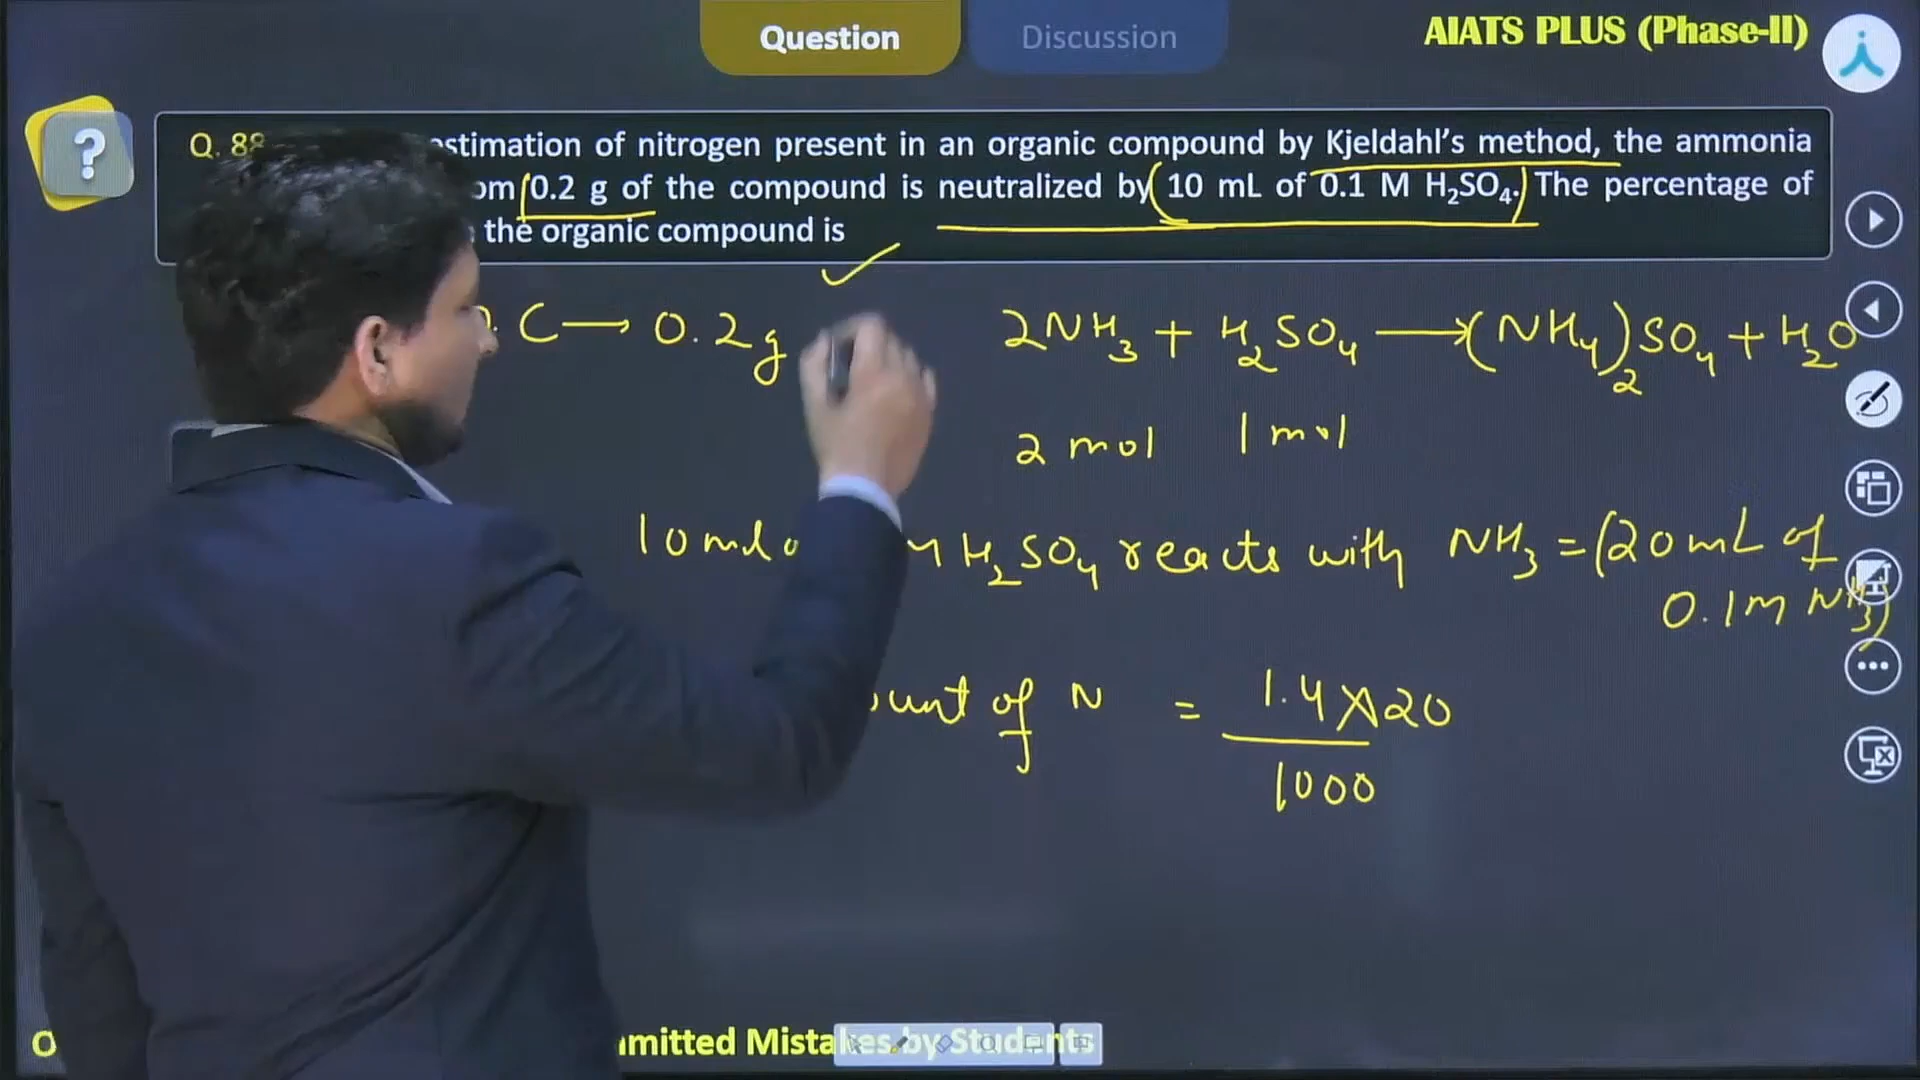 Question
Discussion
AIATS PLUS (Phase-II)
?
Q. 88
estimation of nitrogen present in an organic compound by Kjeldahl's method, the ammonia
0.2 g of the compound is neutralized by 10 mL of 0.1 M H₂SO₄. The percentage of
the organic compound is
C → 0.2g
2NH₃ + H₂SO₄ → (NH₄)₂SO₄ + H₂O
2 mol 1 mol
10 ml M H₂SO₄ reacts with NH₃ = (20 mL of
0.1 M NH₃)
of N = 1.4 × 20
1000
Mistakes by Students